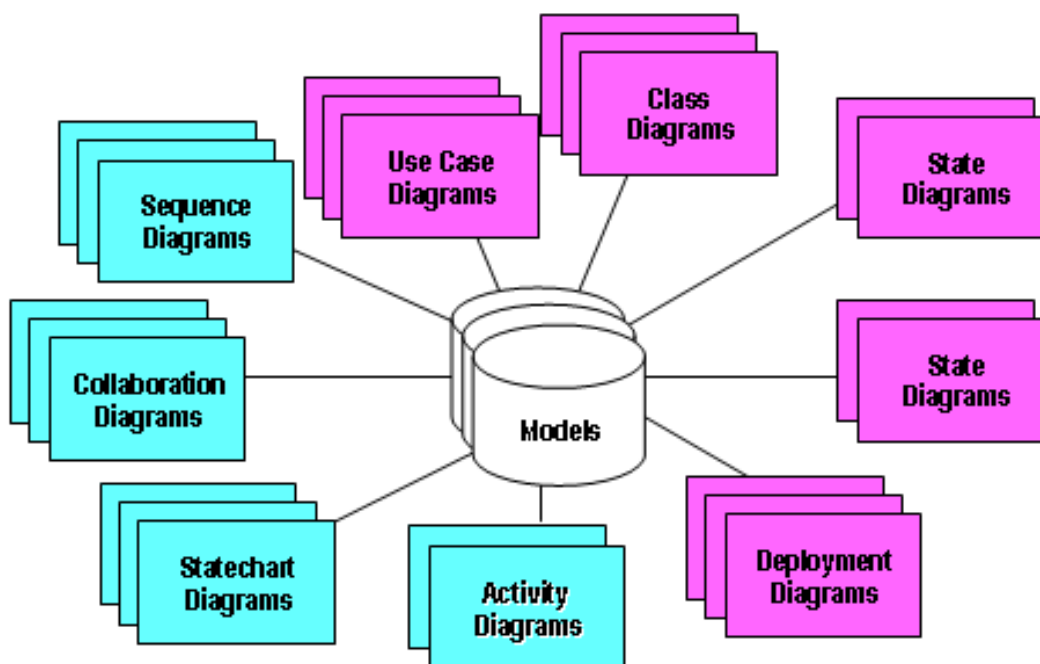 Class
Diagrams
Use Case
Diagrams
State
Diagrams
Sequence
Diagrams
State
Diagrams
Collaboration
Diagrams
Models
Deployment
Diagrams
Statechart
Diagrams
Activity
Diagrams